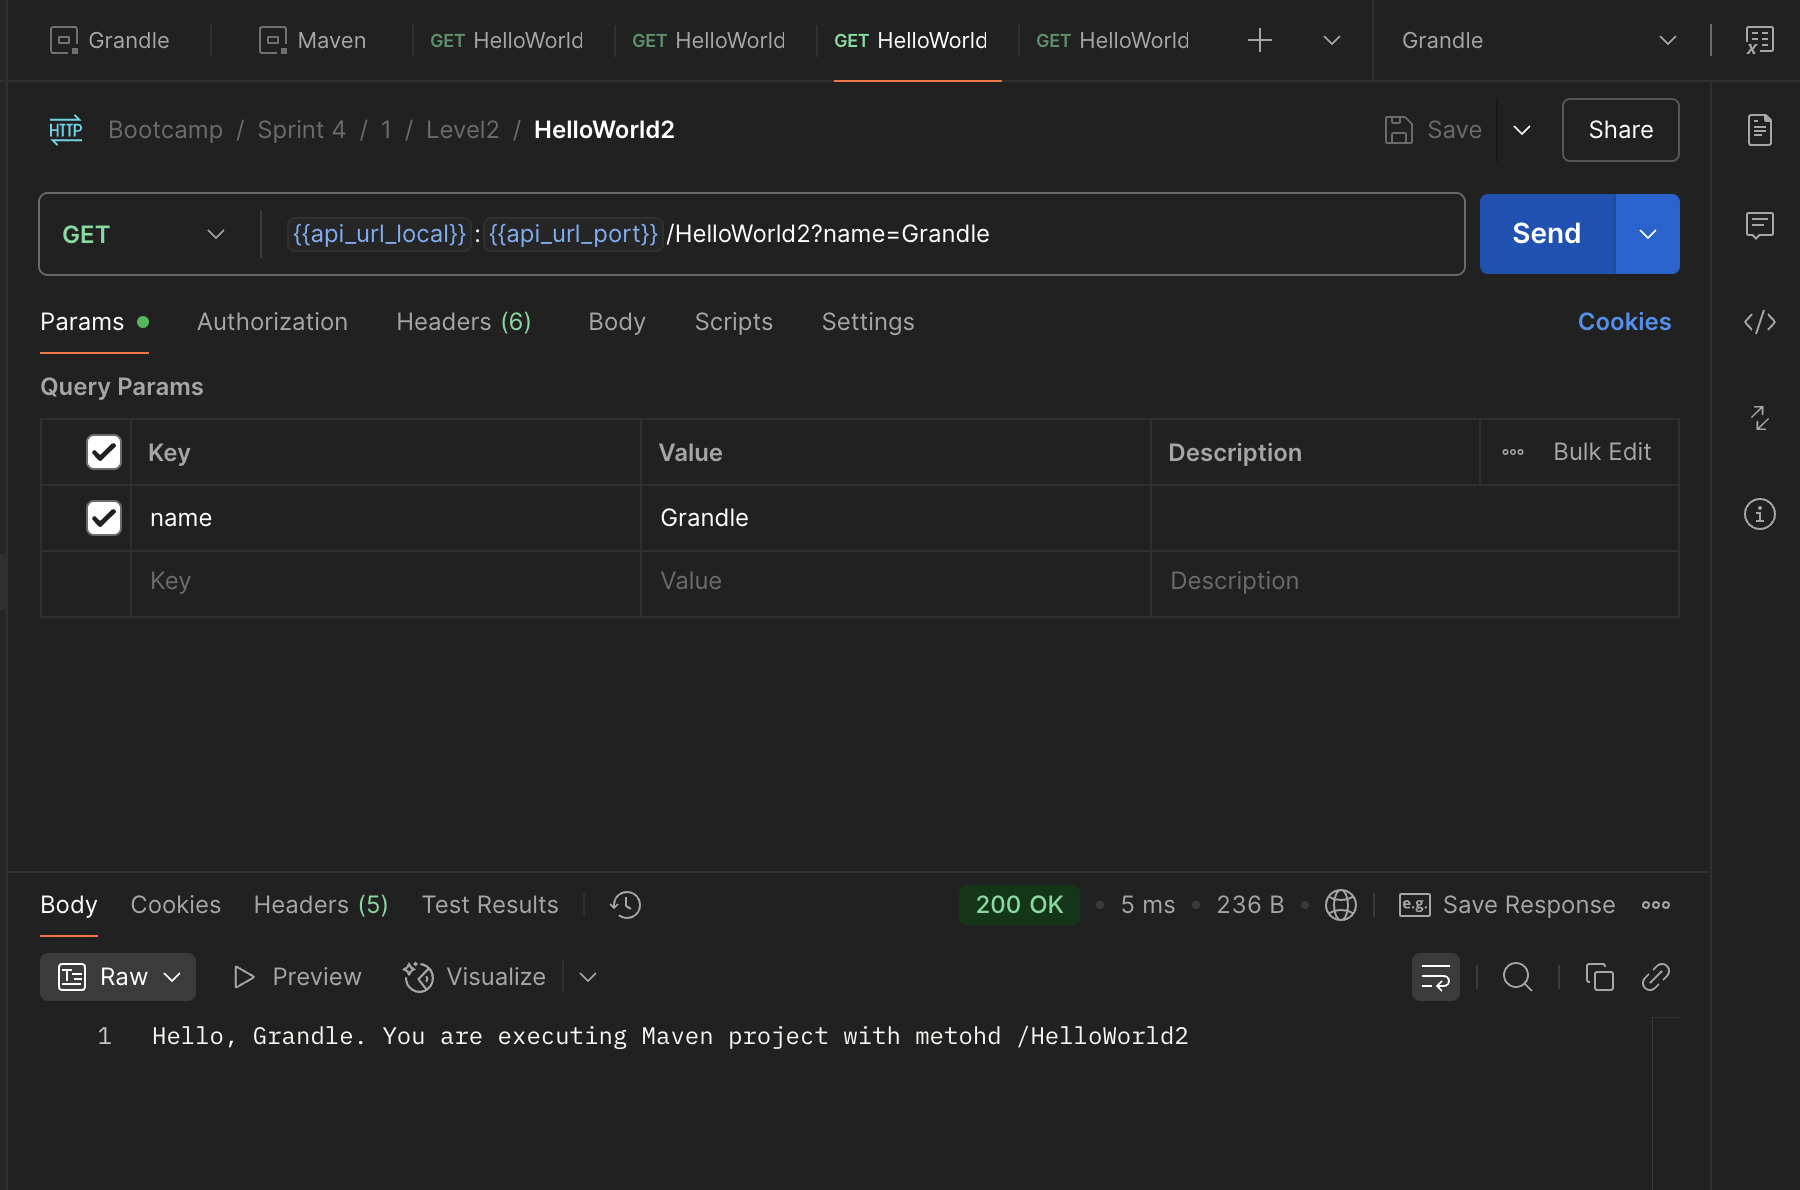 Grandle Maven GET HelloWorld GET HelloWorld GET HelloWorld GET HelloWorld Grandle
HTTP Bootcamp / Sprint 4 / 1 / Level2 / HelloWorld2 Save Share
GET {{api_url_local}}:{{api_url_port}}/HelloWorld2?name=Grandle Send
Params Authorization Headers (6) Body Scripts Settings Cookies
Query Params
Key Value Description Bulk Edit
name Grandle
Key Value Description
Body Cookies Headers (5) Test Results 200 OK • 5 ms • 236 B • e.g. Save Response
Raw Preview Visualize
1 Hello, Grandle. You are executing Maven project with metohd /HelloWorld2